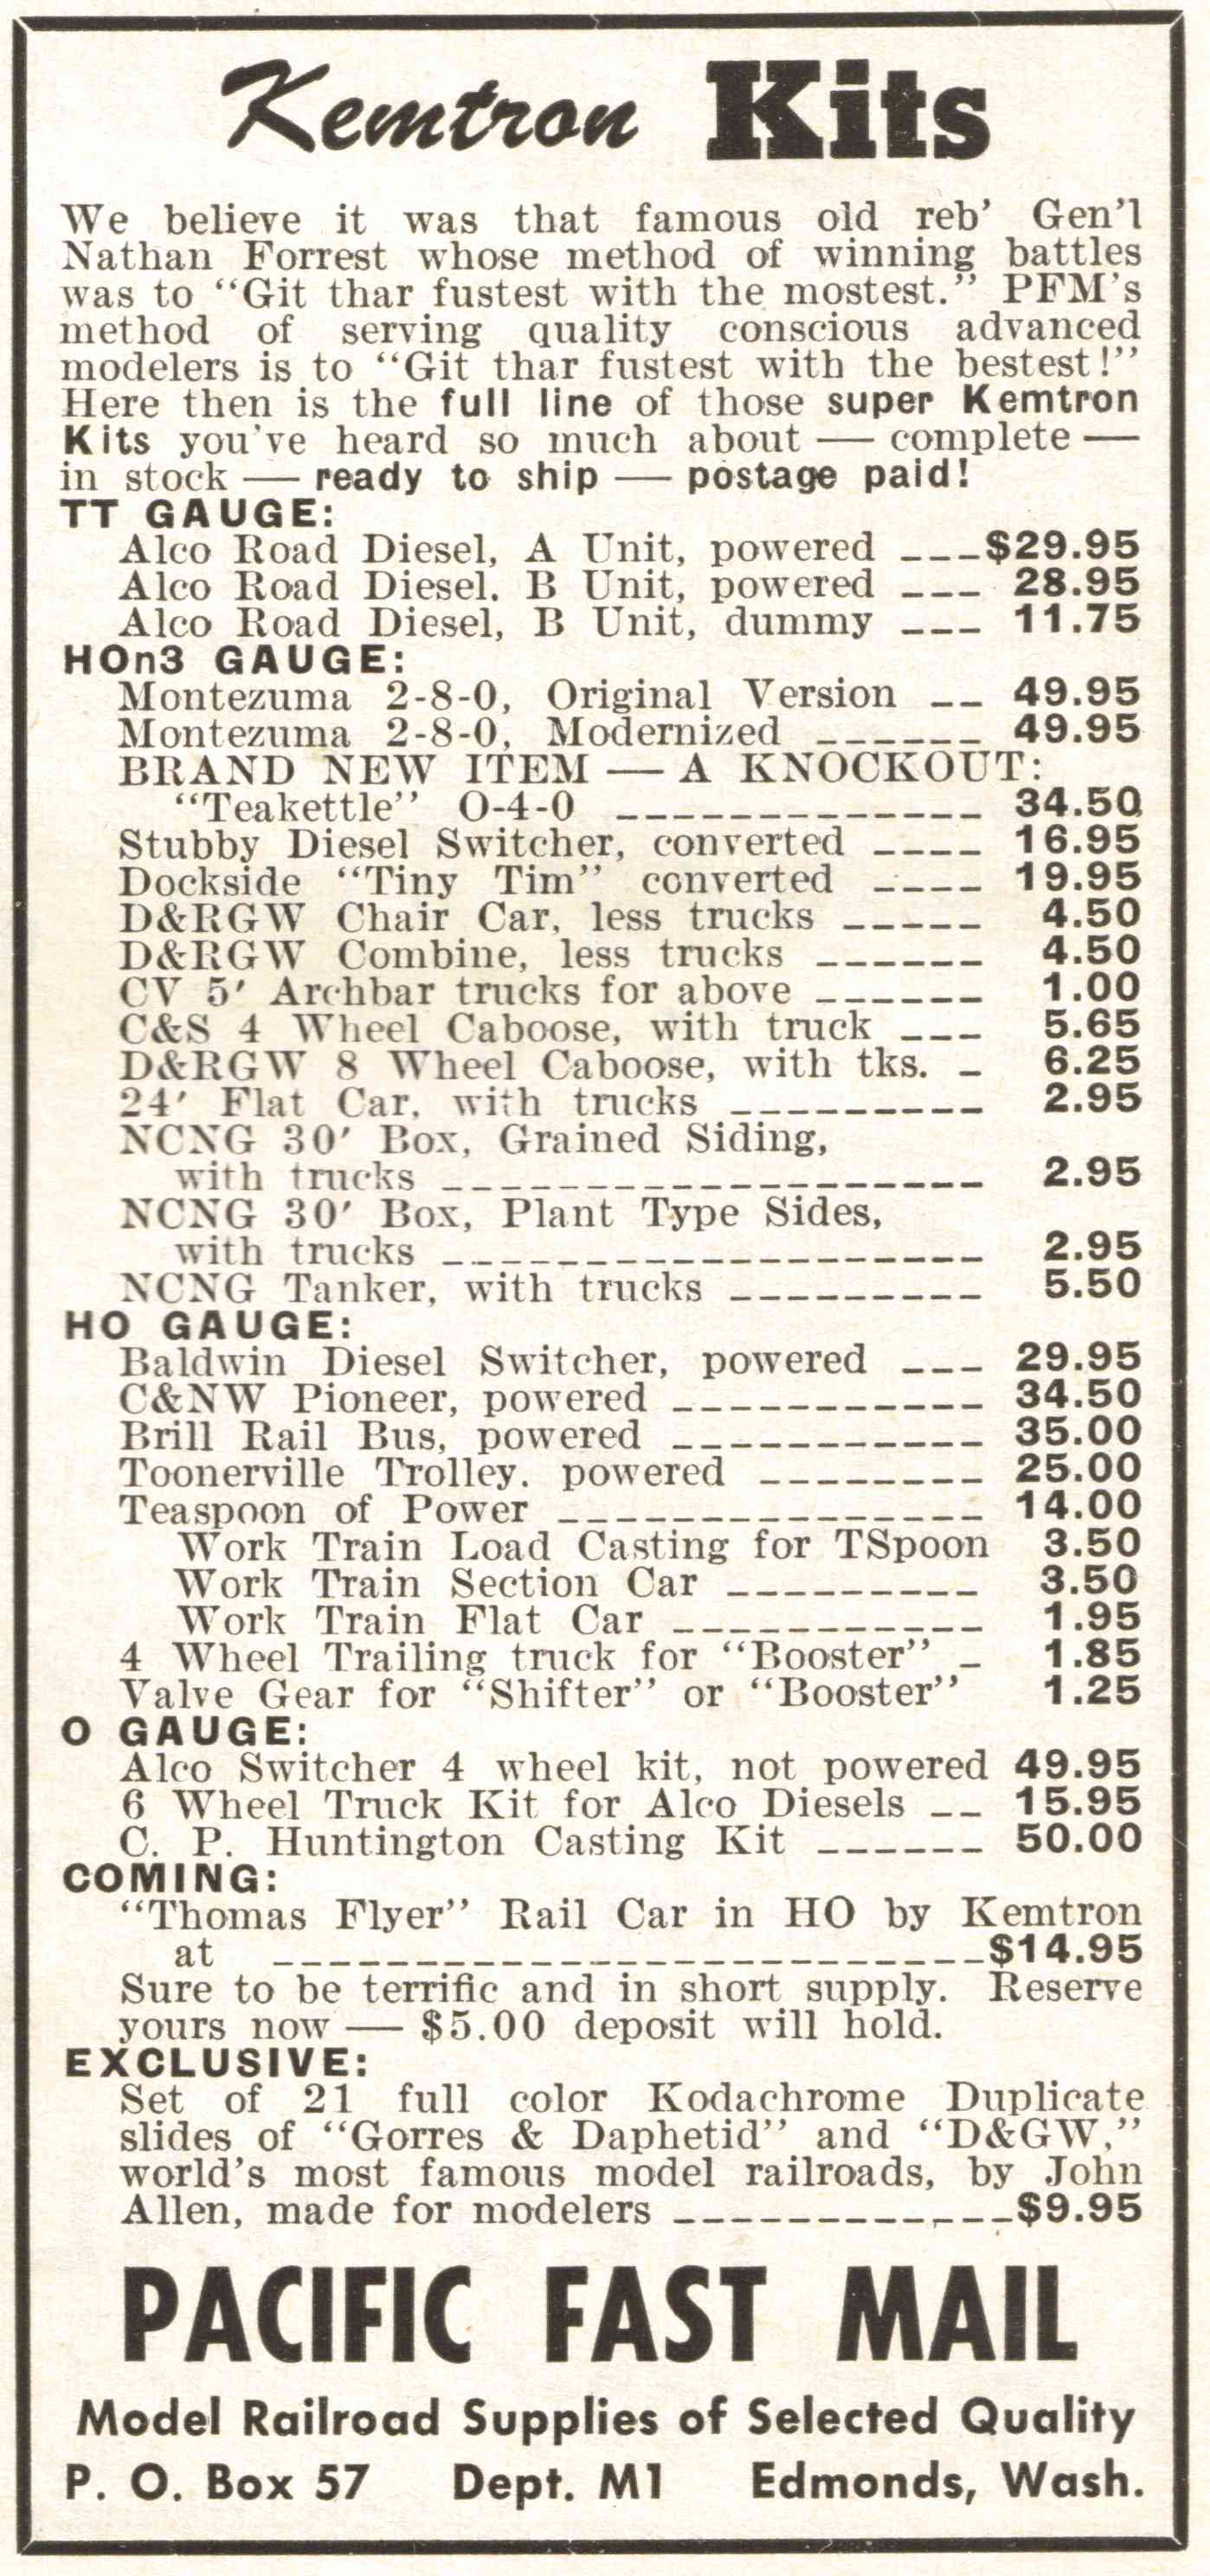 Kemtron Kits
We believe it was that famous old reb' Gen'l
Nathan Forrest whose method of winning battles
was to "Git thar fustest with the mostest." PFM's
method of serving quality conscious advanced
modelers is to "Git thar fustest with the bestest!"
Here then is the full line of those super Kemtron
Kits you've heard so much about — complete —
in stock — ready to ship — postage paid!
TT GAUGE:
Alco Road Diesel, A Unit, powered ___$29.95
Alco Road Diesel. B Unit, powered ___ 28.95
Alco Road Diesel, B Unit, dummy ___ 11.75
HOn3 GAUGE:
Montezuma 2-8-0, Original Version __ 49.95
Montezuma 2-8-0, Modernized ______ 49.95
BRAND NEW ITEM — A KNOCKOUT:
"Teakettle" O-4-0 _____________ 34.50
Stubby Diesel Switcher, converted ____ 16.95
Dockside "Tiny Tim" converted ____ 19.95
D&RGW Chair Car, less trucks _____ 4.50
D&RGW Combine, less trucks ______ 4.50
CV 5′ Archbar trucks for above ______ 1.00
C&S 4 Wheel Caboose, with truck ___ 5.65
D&RGW 8 Wheel Caboose, with tks. _ 6.25
24′ Flat Car, with trucks _________ 2.95
NCNG 30′ Box, Grained Siding,
with trucks ___________________ 2.95
NCNG 30′ Box, Plant Type Sides,
with trucks ___________________ 2.95
NCNG Tanker, with trucks _________ 5.50
HO GAUGE:
Baldwin Diesel Switcher, powered ___ 29.95
C&NW Pioneer, powered ___________ 34.50
Brill Rail Bus, powered ___________ 35.00
Toonerville Trolley. powered ________ 25.00
Teaspoon of Power _______________ 14.00
Work Train Load Casting for TSpoon 3.50
Work Train Section Car _________ 3.50
Work Train Flat Car ___________ 1.95
4 Wheel Trailing truck for "Booster" _ 1.85
Valve Gear for "Shifter" or "Booster" 1.25
O GAUGE:
Alco Switcher 4 wheel kit, not powered 49.95
6 Wheel Truck Kit for Alco Diesels __ 15.95
C. P. Huntington Casting Kit ______ 50.00
COMING:
"Thomas Flyer" Rail Car in HO by Kemtron
at _________________________$14.95
Sure to be terrific and in short supply. Reserve
yours now — $5.00 deposit will hold.
EXCLUSIVE:
Set of 21 full color Kodachrome Duplicate
slides of "Gorres & Daphetid" and "D&GW,"
world's most famous model railroads, by John
Allen, made for modelers ____________$9.95
PACIFIC FAST MAIL
Model Railroad Supplies of Selected Quality
P. O. Box 57 Dept. M1 Edmonds, Wash.